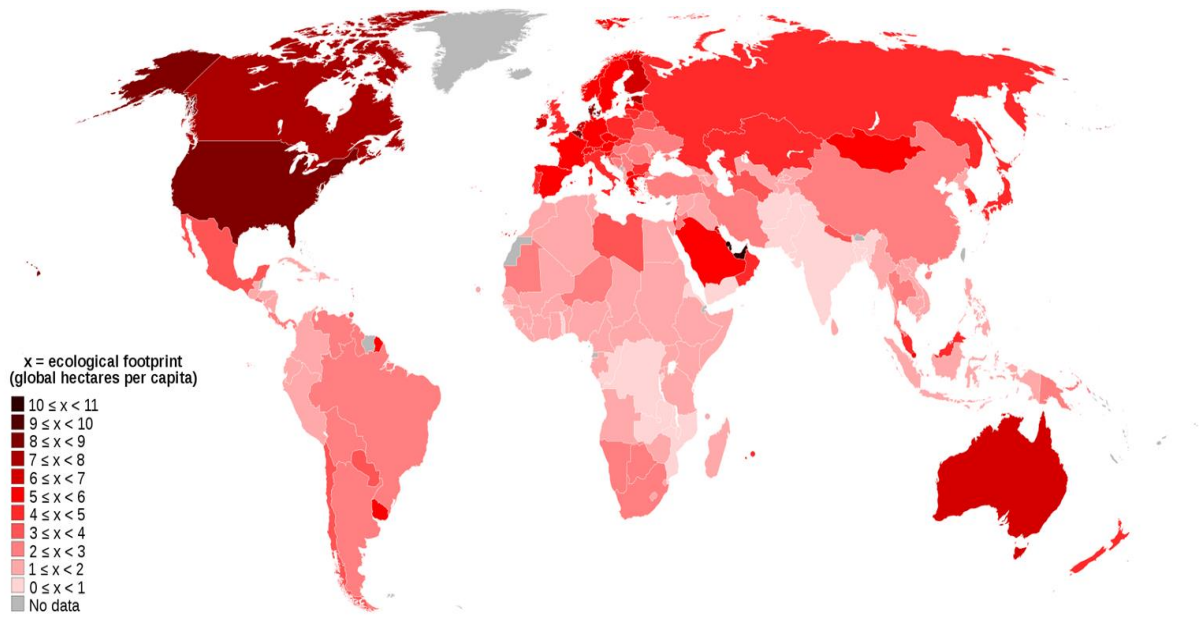 x = ecological footprint
(global hectares per capita)
10 ≤ x < 11
9 ≤ x < 10
8 ≤ x < 9
7 ≤ x < 8
6 ≤ x < 7
5 ≤ x < 6
4 ≤ x < 5
3 ≤ x < 4
2 ≤ x < 3
1 ≤ x < 2
0 ≤ x < 1
No data